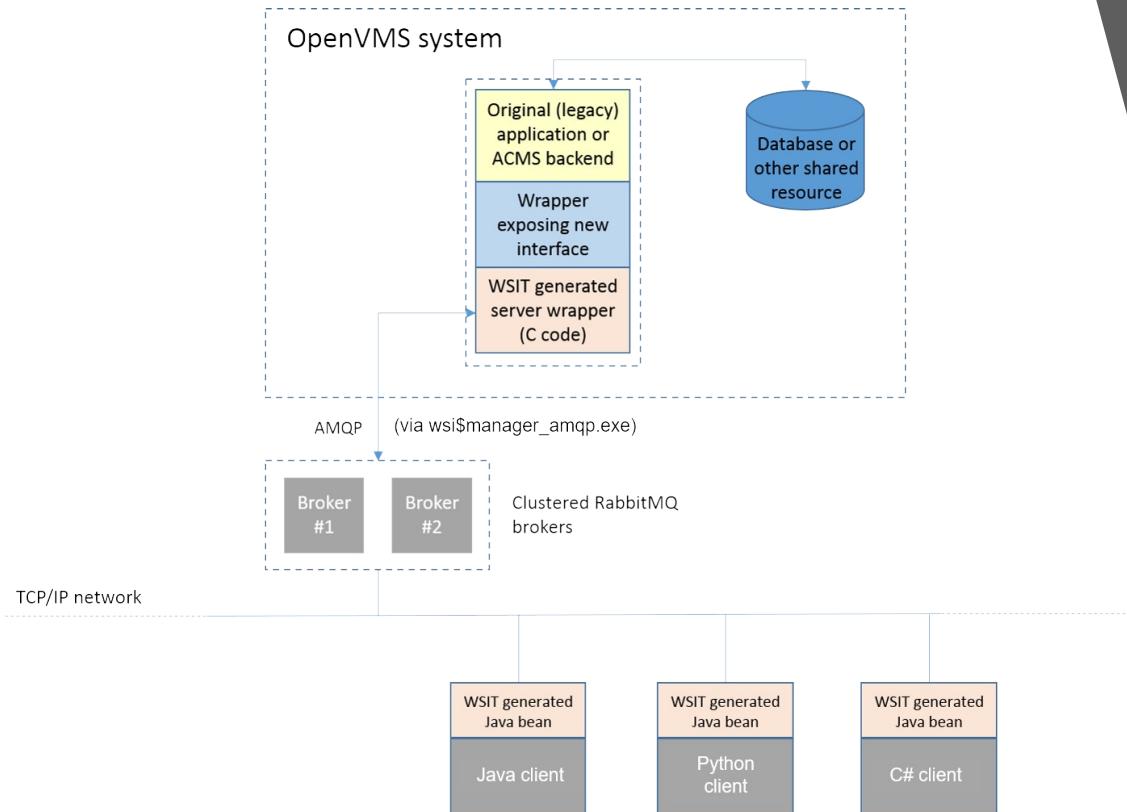 OpenVMS system
Original (legacy)
application or
ACMS backend
Database or
other shared
resource
Wrapper
exposing new
interface
WSIT generated
server wrapper
(C code)
AMQP
(via wsi$manager_amqp.exe)
Broker
#1
Broker
#2
Clustered RabbitMQ
brokers
TCP/IP network
WSIT generated
Java bean
Java client
WSIT generated
Java bean
Python
client
WSIT generated
Java bean
C# client